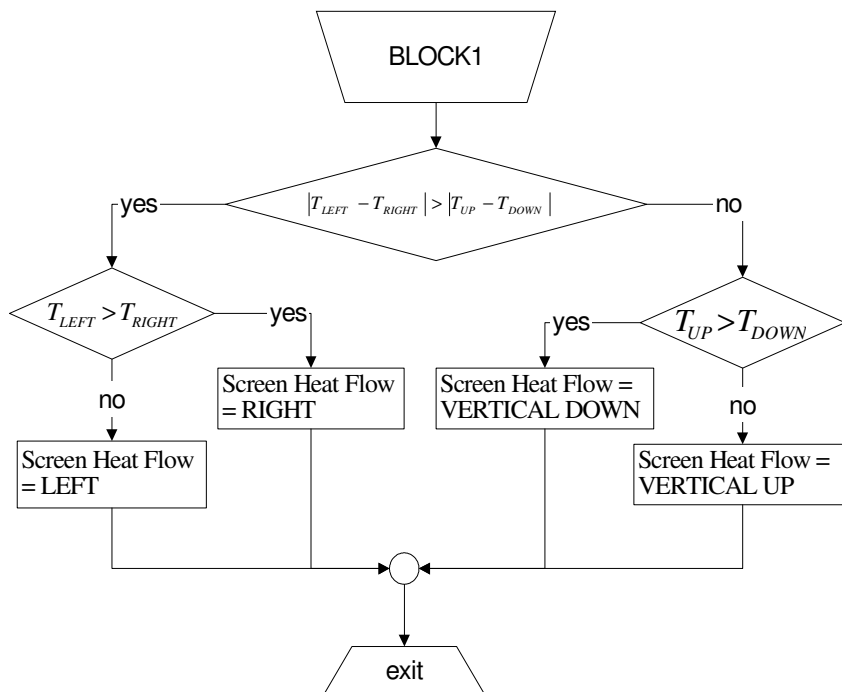 BLOCK1
|T_LEFT − T_RIGHT| > |T_UP − T_DOWN|
yes
no
T_LEFT > T_RIGHT
yes
yes
T_UP > T_DOWN
Screen Heat Flow
= RIGHT
Screen Heat Flow =
VERTICAL DOWN
no
no
Screen Heat Flow
= LEFT
Screen Heat Flow =
VERTICAL UP
exit